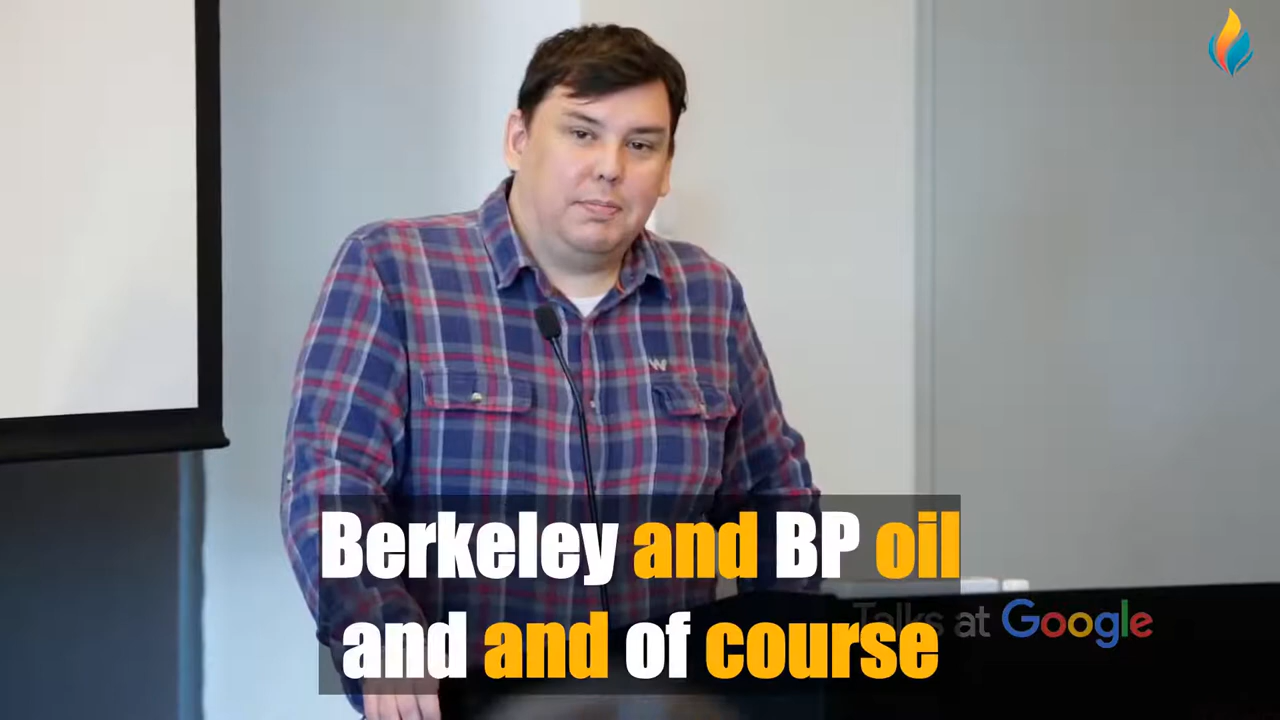 W
Berkeley and BP oil
and and of course
Talks at Google